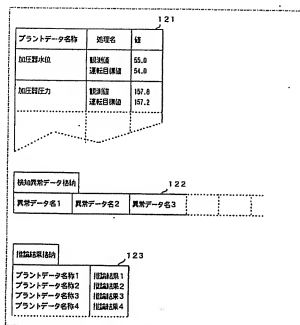 121
プラントデータ名称 処理名 値
加圧器水位 観測値 55.0
運転目標値 54.0
加圧器圧力 観測値 157.6
運転目標値 157.2
検知異常データ格納
122
異常データ名1 異常データ名2 異常データ名3
推論結果格納
123
プラントデータ名称1 推論結果1
プラントデータ名称2 推論結果2
プラントデータ名称3 推論結果3
プラントデータ名称4 推論結果4